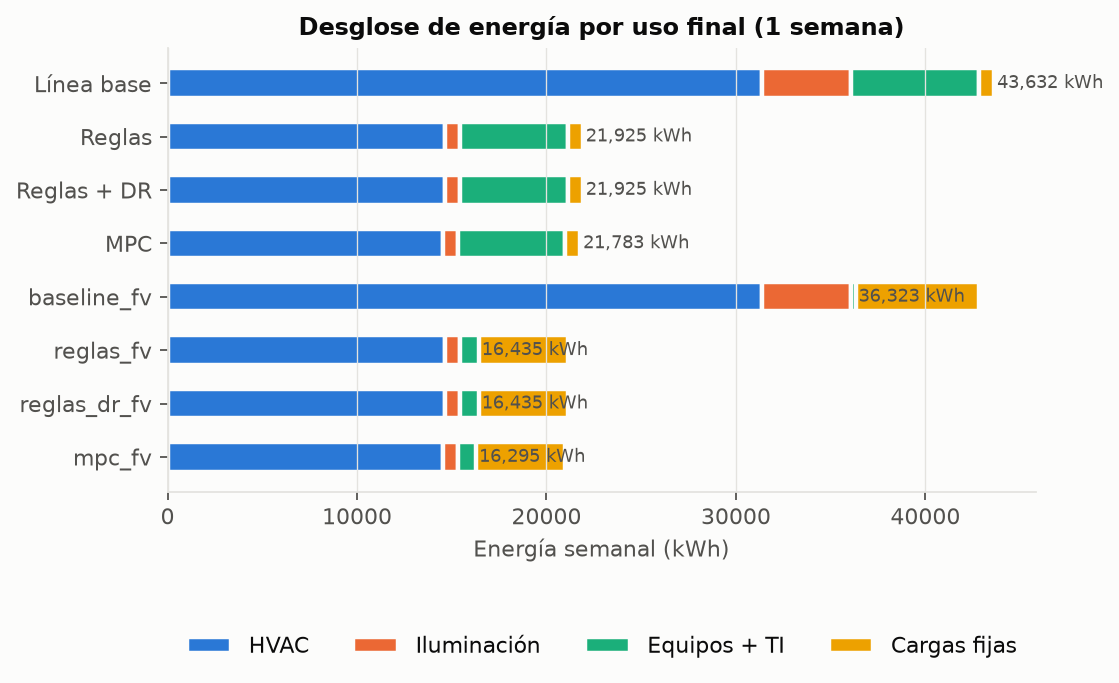 Desglose de energía por uso final (1 semana)
Línea base
43,632 kWh
Reglas
21,925 kWh
Reglas + DR
21,925 kWh
MPC
21,783 kWh
baseline_fv
36,323 kWh
reglas_fv
16,435 kWh
reglas_dr_fv
16,435 kWh
mpc_fv
16,295 kWh
0 10000 20000 30000 40000
Energía semanal (kWh)
HVAC Iluminación Equipos + TI Cargas fijas